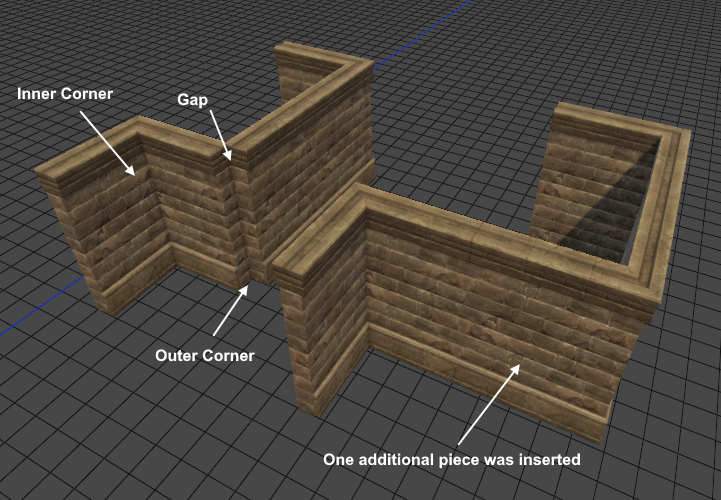 Inner Corner
Gap
Outer Corner
One additional piece was inserted